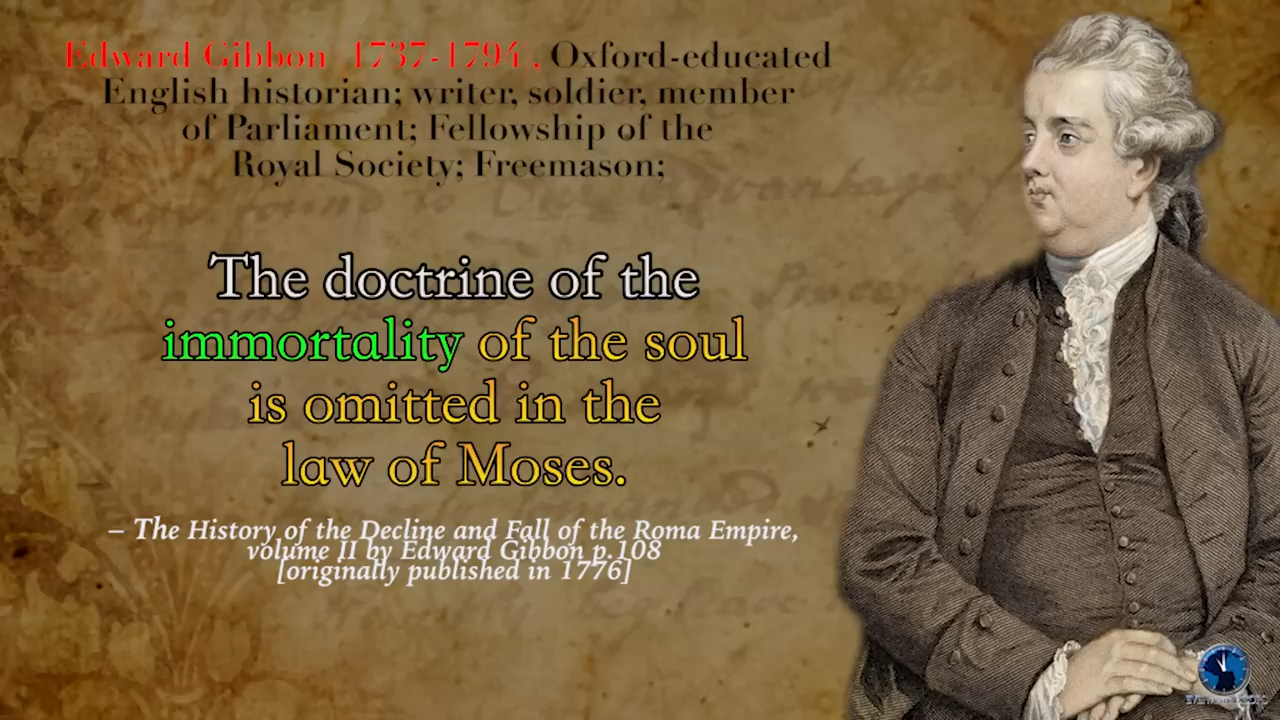 Edward Gibbon (1737-1794), Oxford-educated
English historian; writer, soldier, member
of Parliament; Fellowship of the
Royal Society; Freemason;
The doctrine of the
immortality of the soul
is omitted in the
law of Moses.
– The History of the Decline and Fall of the Roma Empire,
volume II by Edward Gibbon p.108
[originally published in 1776]